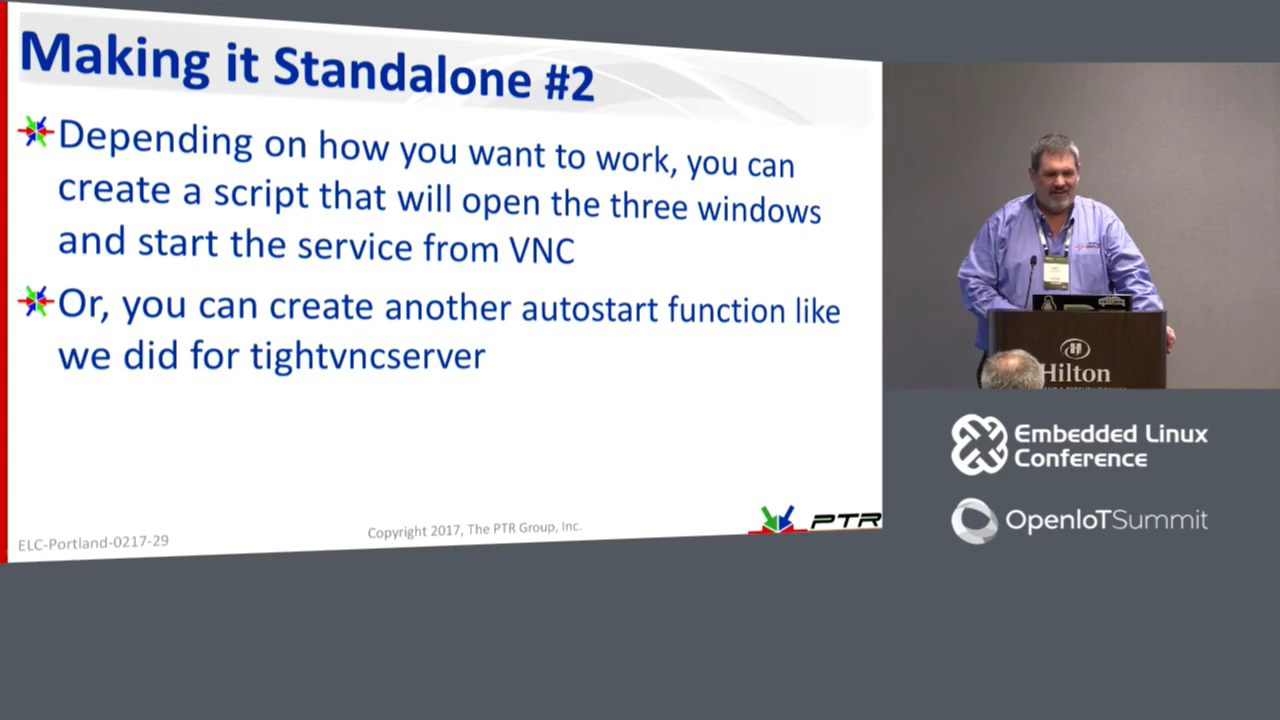 Making it Standalone #2
Depending on how you want to work, you can
create a script that will open the three windows
and start the service from VNC
Or, you can create another autostart function like
we did for tightvncserver
ELC-Portland-0217-29
Copyright 2017, The PTR Group, Inc.
PTR
Hilton
Embedded Linux
Conference
OpenIoTSummit